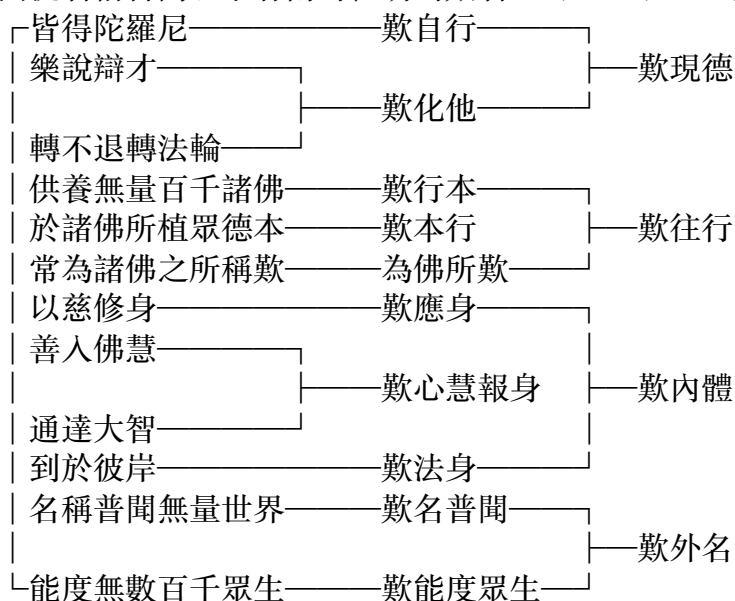 皆得陀羅尼 歎自行
樂說辯才 歎現德
歎化他
轉不退轉法輪
供養無量百千諸佛 歎行本
於諸佛所植眾德本 歎本行 歎往行
常為諸佛之所稱歎 為佛所歎
以慈修身 歎應身
善入佛慧
歎心慧報身 歎內體
通達大智
到於彼岸 歎法身
名稱普聞無量世界 歎名普聞
歎外名
能度無數百千眾生 歎能度眾生